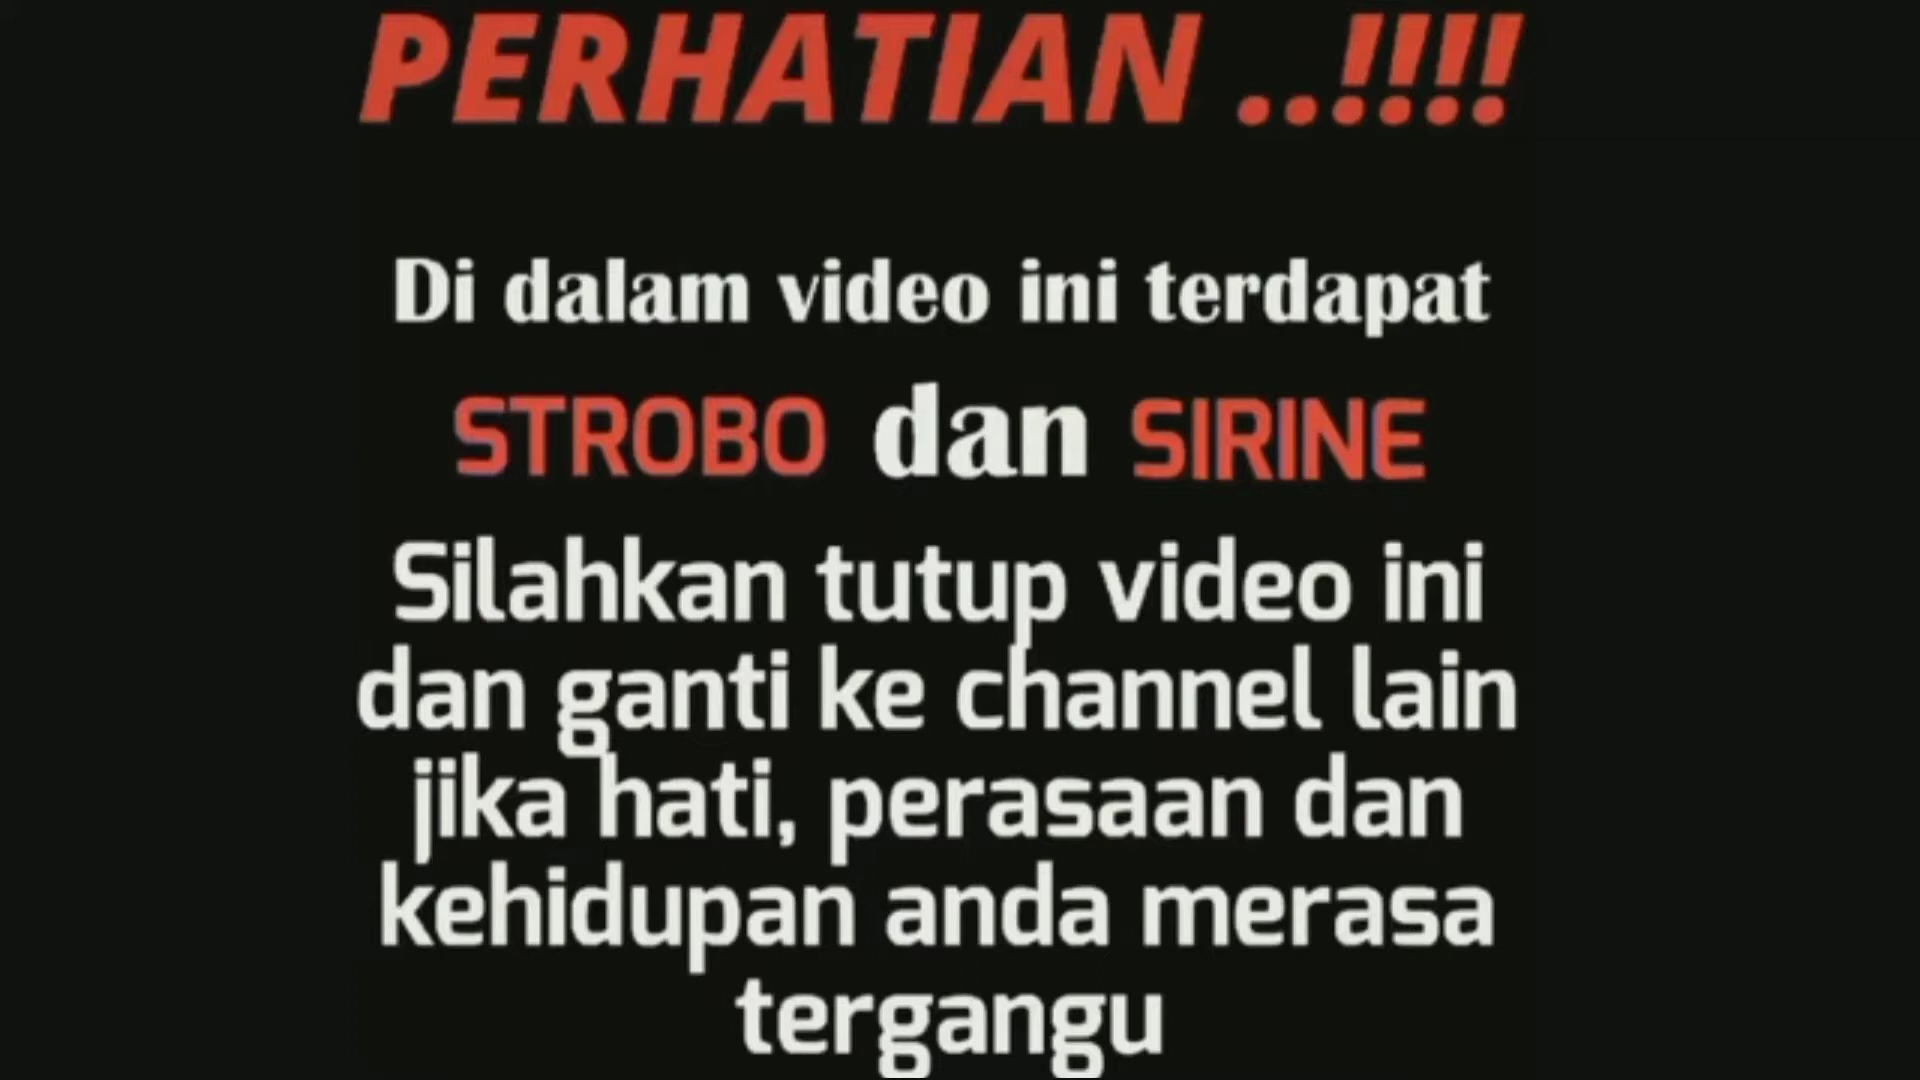 PERHATIAN ..!!!!
Di dalam video ini terdapat
STROBO dan SIRINE
Silahkan tutup video ini
dan ganti ke channel lain
jika hati, perasaan dan
kehidupan anda merasa
tergangu